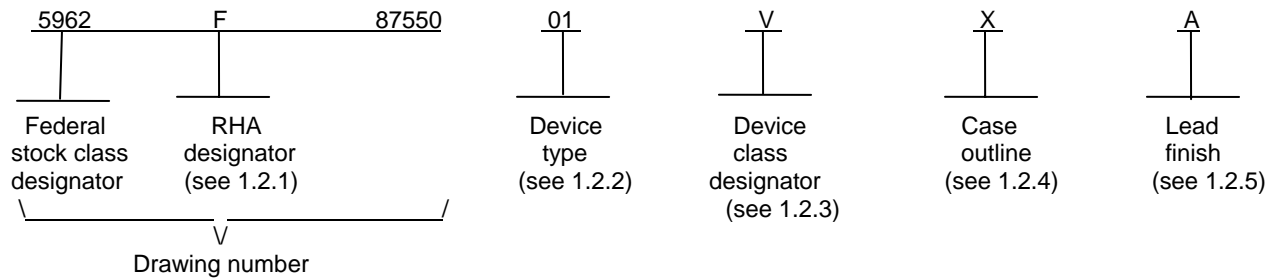 5962 F 87550 01 V X A
Federal stock class designator
RHA designator (see 1.2.1)
Device type (see 1.2.2)
Device class designator (see 1.2.3)
Case outline (see 1.2.4)
Lead finish (see 1.2.5)
Drawing number